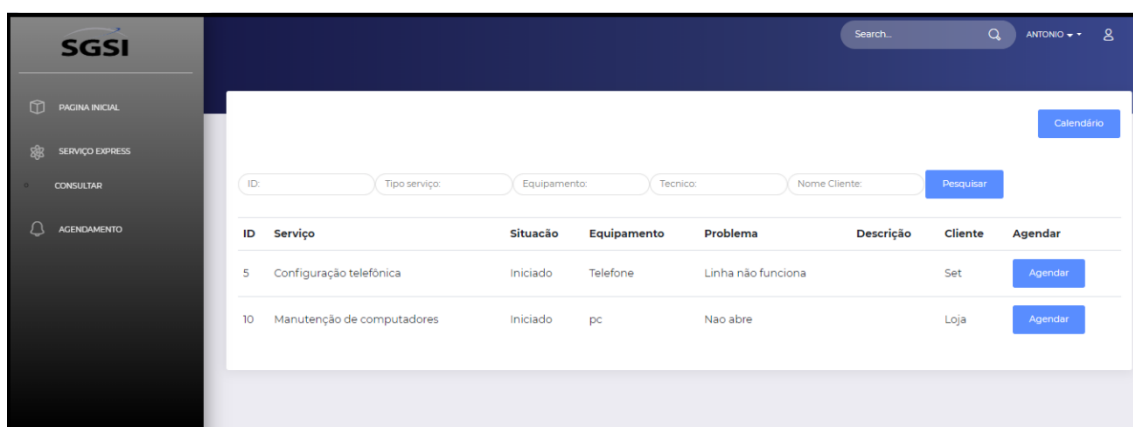 SGSI
Search...
ANTONIO
PAGINA INICIAL
SERVIÇO EXPRESS
CONSULTAR
AGENDAMENTO
Calendário
ID: Tipo serviço: Equipamento: Tecnico: Nome Cliente: Pesquisar
ID Serviço Situacão Equipamento Problema Descrição Cliente Agendar
5 Configuração telefônica Iniciado Telefone Linha não funciona Set Agendar
10 Manutenção de computadores Iniciado pc Nao abre Loja Agendar